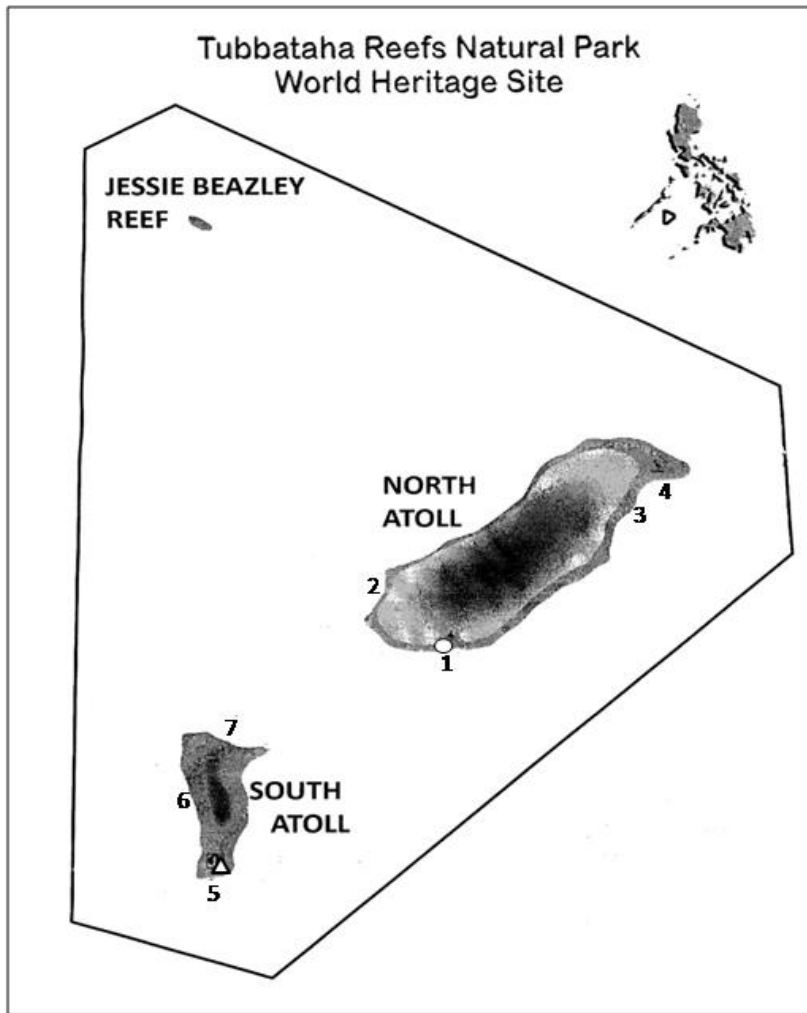 Tubbataha Reefs Natural Park
World Heritage Site
JESSIE BEAZLEY
REEF
NORTH
ATOLL
4
3
2
1
7
6
SOUTH
ATOLL
5